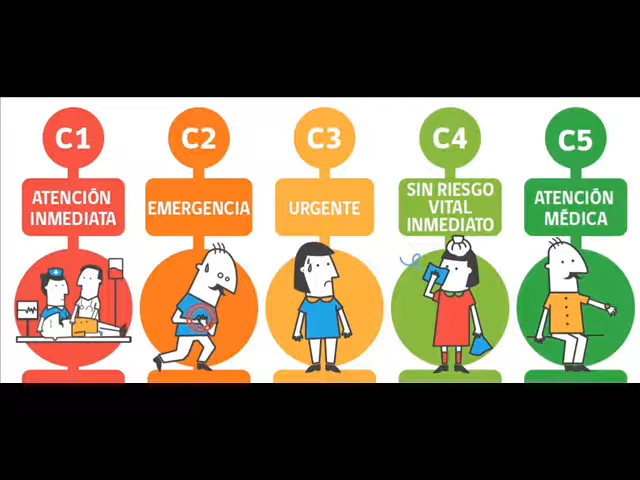 C1
ATENCIÓN
INMEDIATA
C2
EMERGENCIA
C3
URGENTE
C4
SIN RIESGO
VITAL
INMEDIATO
C5
ATENCIÓN
MÉDICA